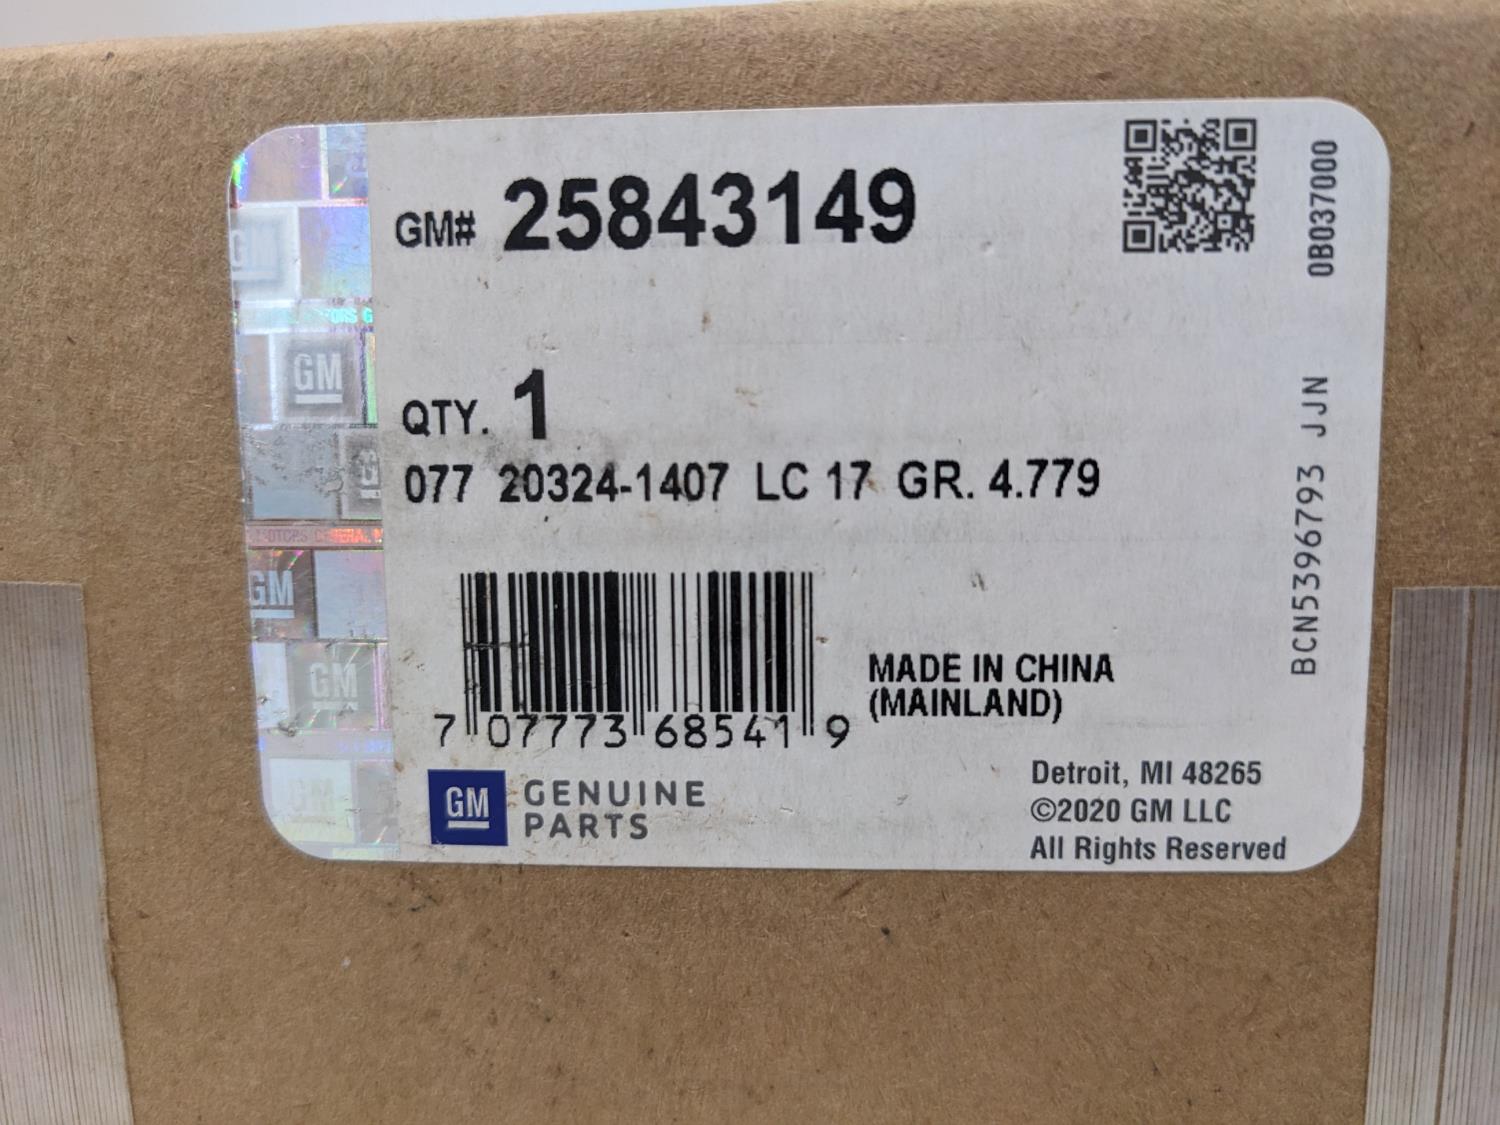 GM# 25843149
QTY. 1
077 20324-1407 LC 17 GR. 4.779
7 07773 68541 9
MADE IN CHINA
(MAINLAND)
GM GENUINE
PARTS
Detroit, MI 48265
©2020 GM LLC
All Rights Reserved
0B037000
BCN5396793 JJN
GM
GM
GM
GM
GM